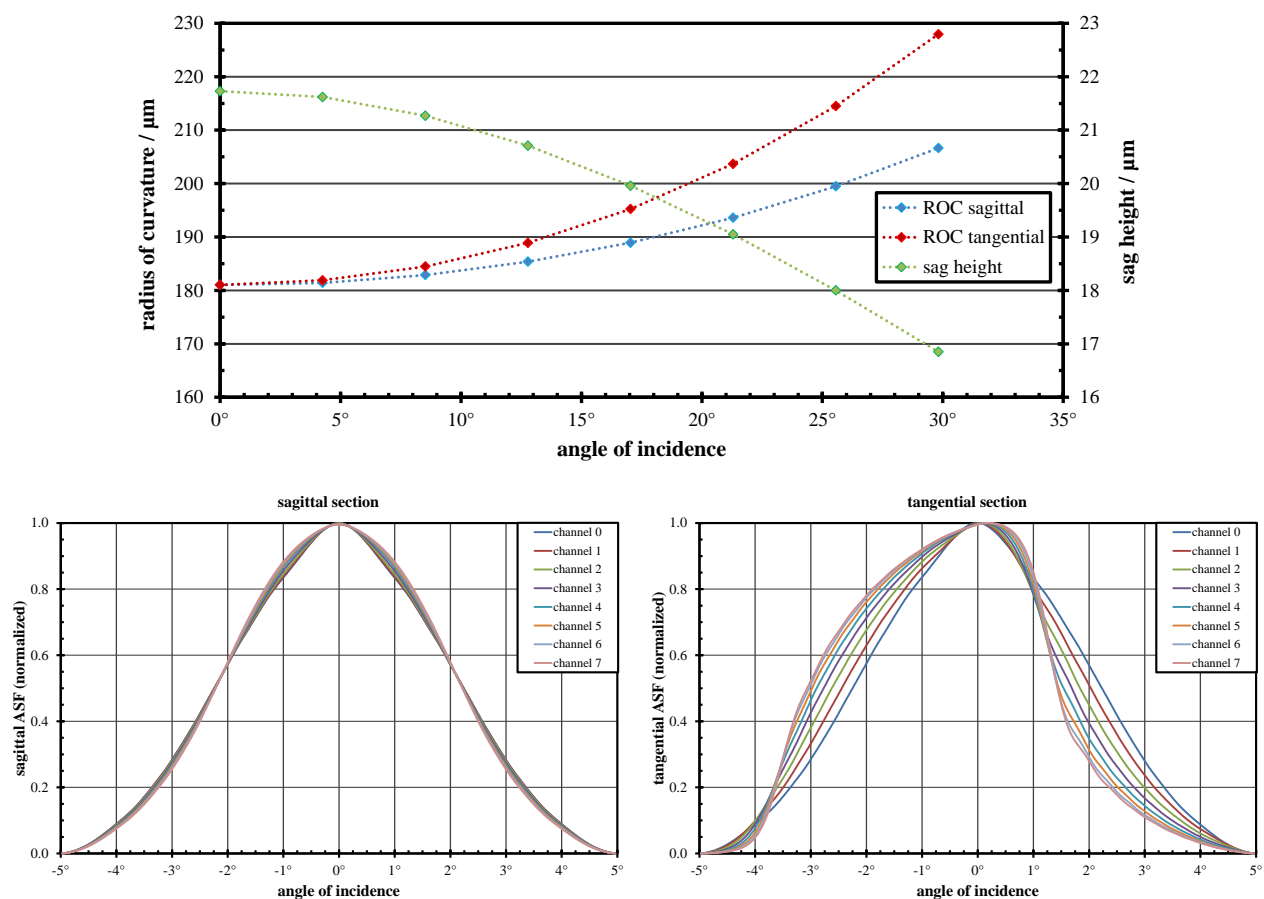 230
220
210
200
190
180
170
160
radius of curvature / µm
23
22
21
20
19
18
17
16
sag height / µm
ROC sagittal
ROC tangential
sag height
0° 5° 10° 15° 20° 25° 30° 35°
angle of incidence
sagittal section
1.0
0.8
0.6
0.4
0.2
0.0
sagittal ASF (normalized)
channel 0
channel 1
channel 2
channel 3
channel 4
channel 5
channel 6
channel 7
-5° -4° -3° -2° -1° 0° 1° 2° 3° 4° 5°
angle of incidence
tangential section
1.0
0.8
0.6
0.4
0.2
0.0
tangential ASF (normalized)
channel 0
channel 1
channel 2
channel 3
channel 4
channel 5
channel 6
channel 7
-5° -4° -3° -2° -1° 0° 1° 2° 3° 4° 5°
angle of incidence